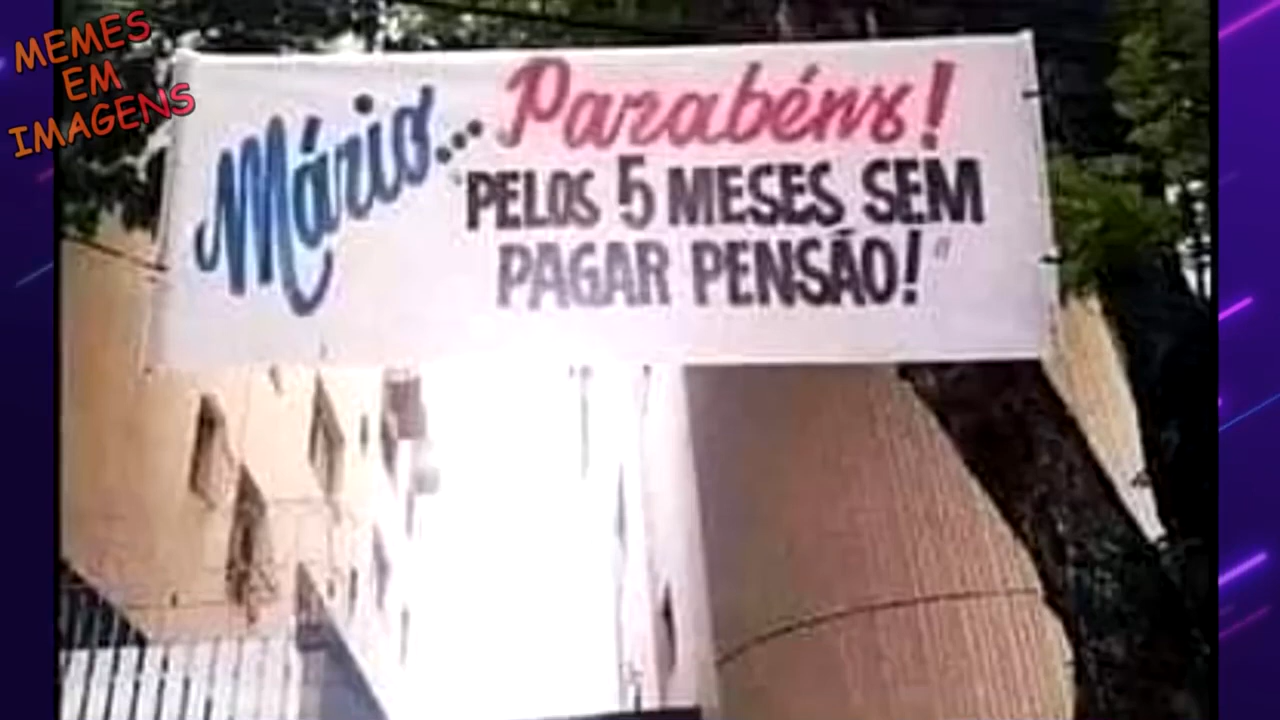 MEMES
EM
IMAGENS
Mário... Parabéns!
PELOS 5 MESES SEM
PAGAR PENSÃO!"